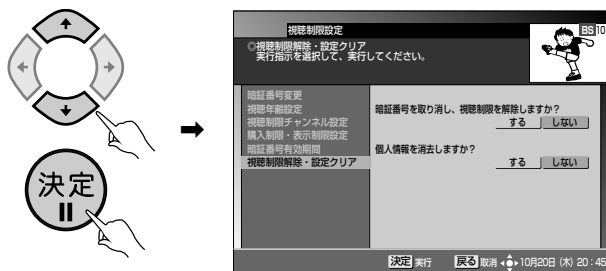 決定
視聴制限設定
BS10
◎視聴制限解除・設定クリア
実行指示を選択して、実行してください。
暗証番号変更
視聴年齢設定
視聴制限チャンネル設定
購入制限・表示制限設定
暗証番号有効期間
視聴制限解除・設定クリア
暗証番号を取り消し、視聴制限を解除しますか？
する しない
個人情報を消去しますか？
する しない
決定 実行 戻る 取消 10月20日（木）20：45